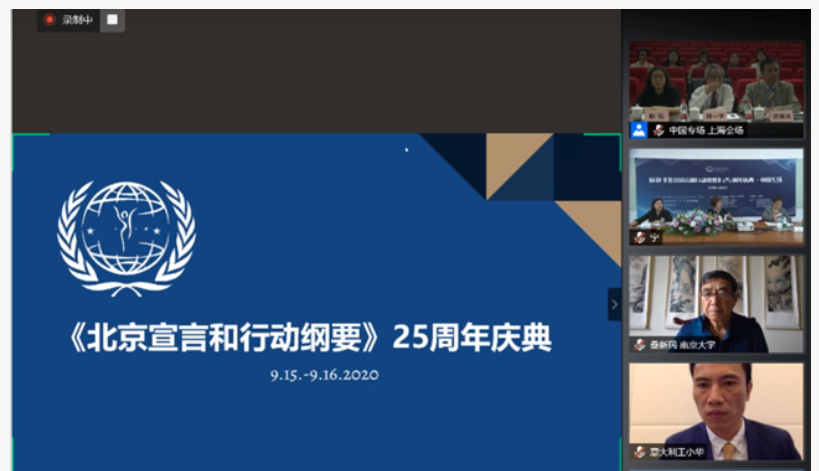 录制中
《北京宣言和行动纲要》25周年庆典
9.15.-9.16.2020
中国专场 上海会场
宁
桑新民 南京大学
意大利王小华